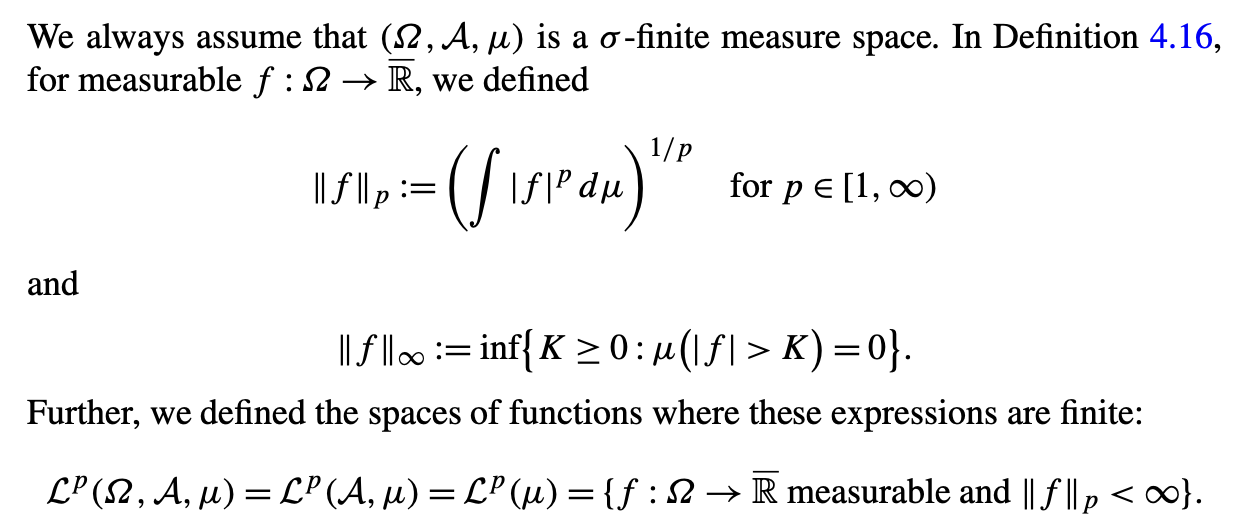 We always assume that (Ω, 𝒜, μ) is a σ-finite measure space. In Definition 4.16,
for measurable f : Ω → ℝ̅, we defined
‖f‖ₚ := (∫ |f|ᵖ dμ)^{1/p} for p ∈ [1, ∞)
and
‖f‖∞ := inf{K ≥ 0 : μ(|f| > K) = 0}.
Further, we defined the spaces of functions where these expressions are finite:
ℒᵖ(Ω, 𝒜, μ) = ℒᵖ(𝒜, μ) = ℒᵖ(μ) = {f : Ω → ℝ̅ measurable and ‖f‖ₚ < ∞}.